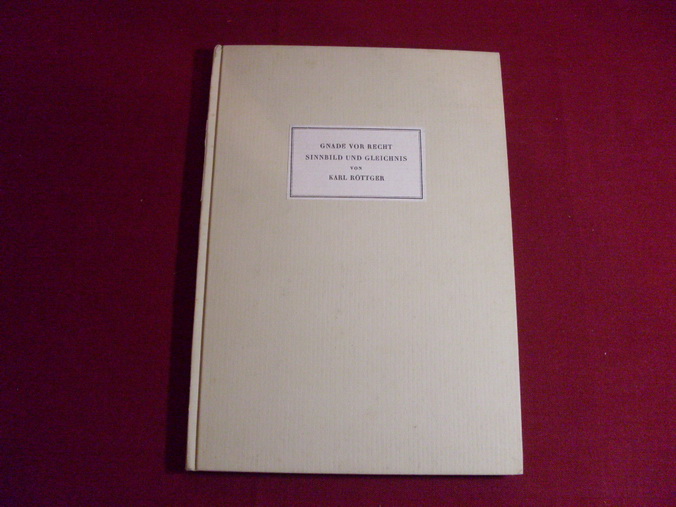 GNADE VOR RECHT
SINNBILD UND GLEICHNIS
VON
KARL RÖTTGER